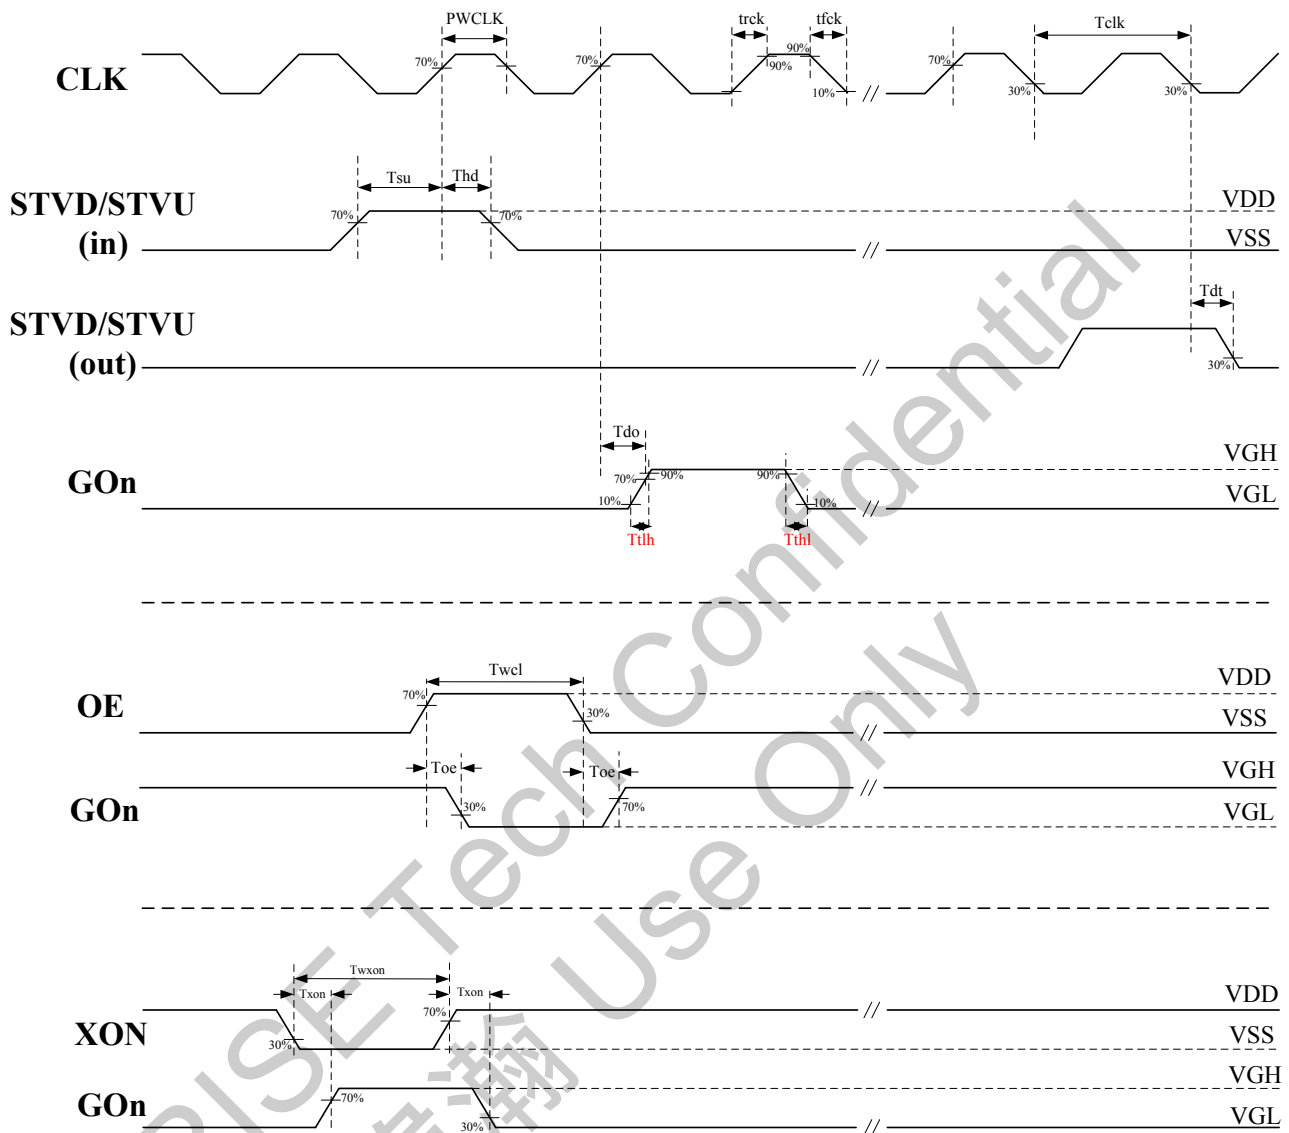 PWCLK trck tfck Tclk
CLK 70% 70% 90% 90% 10% 70% 30% 30%
Tsu Thd
STVD/STVU
(in)
70% 70%
VDD
VSS
Tdt
STVD/STVU
(out)
30%
Tdo
GOn
70% 90% 90%
10% 10%
VGH
VGL
Ttlh Tthl
Twcl
OE
70% 30%
VDD
VSS
Toe Toe
GOn
30% 70%
VGH
VGL
Twxon
Txon Txon
XON
70%
30%
VDD
VSS
GOn
70%
30%
VGH
VGL
RISE Tech Confidential
瀚 Use Only